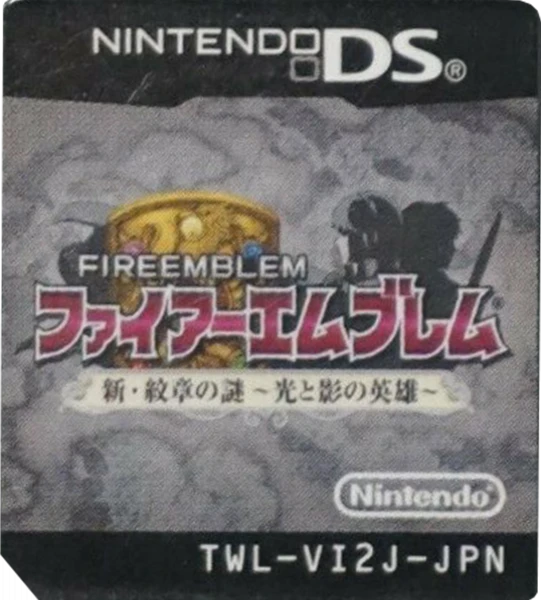 NINTENDO DS®
FIREEMBLEM
ファイアーエムブレム®
新・紋章の謎～光と影の英雄～
Nintendo
TWL-VI2J-JPN